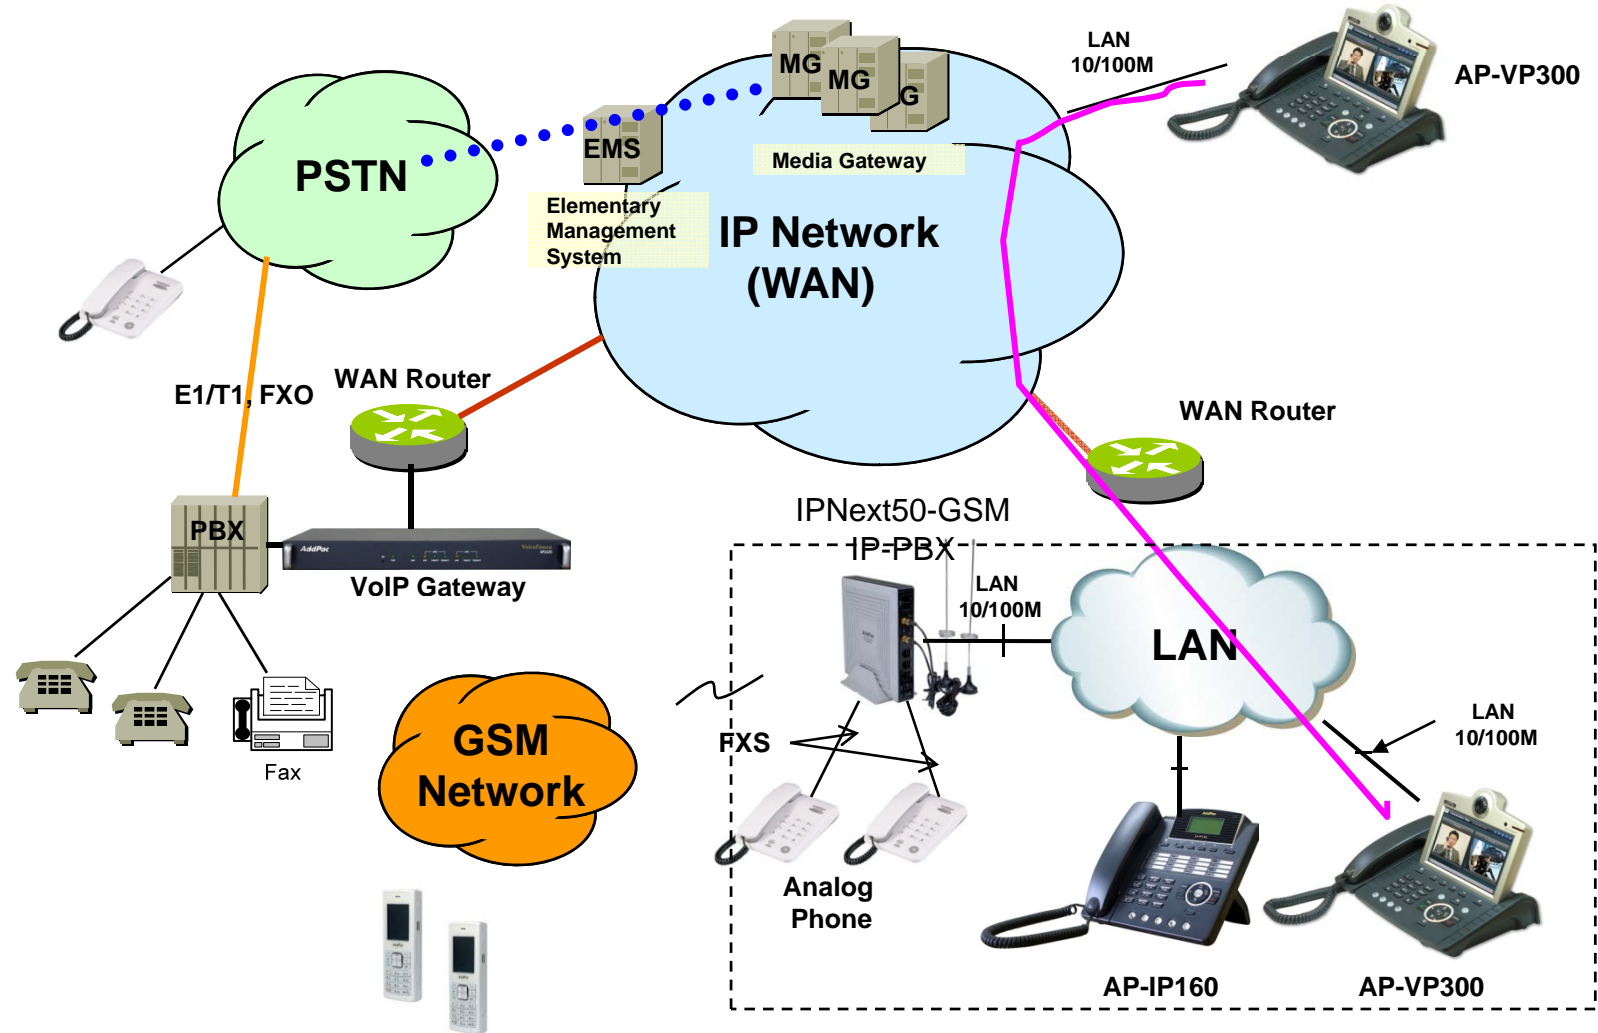 LAN
10/100M
AP-VP300
MG
MG
G
EMS
PSTN
Media Gateway
Elementary
Management
System
IP Network
(WAN)
WAN Router
E1/T1, FXO
WAN Router
PBX
AddPac
VoIP Gateway
IPNext50-GSM
IP-PBX
LAN
10/100M
LAN
LAN
10/100M
FXS
GSM
Network
Fax
Analog
Phone
AP-IP160
AP-VP300